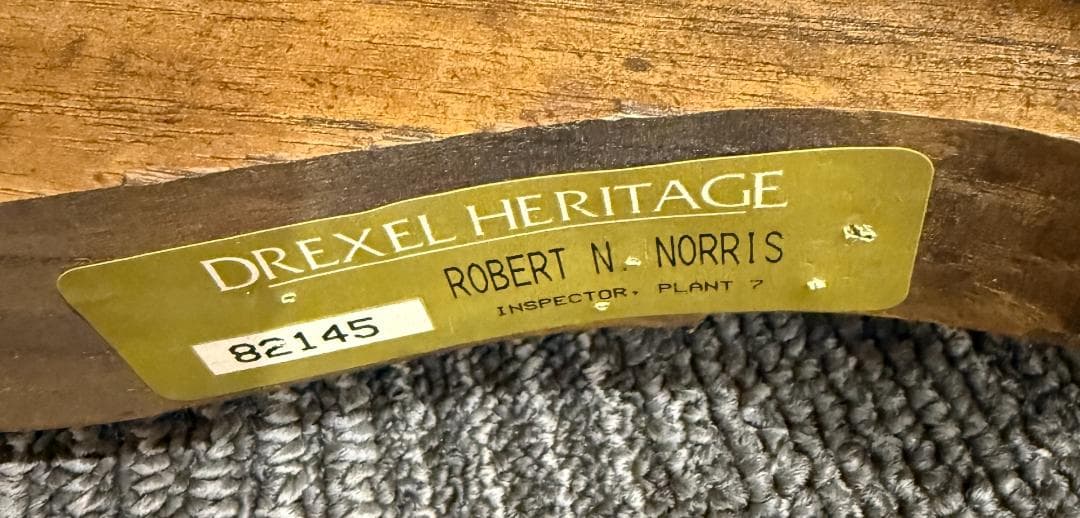 DREXEL HERITAGE
ROBERT N. NORRIS
INSPECTOR, PLANT 7
82145